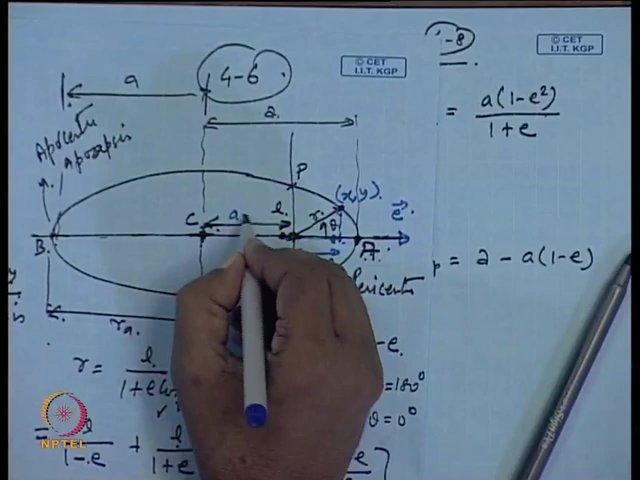 4-6
-8
© CET
I.I.T. KGP
© CET
I.I.T. KGP
a
a
= a(1-e²) / 1+e
Apocentre
Apoapsis
P
(x,y)
C
a
l
r
θ
e
B
A
= a - a(1-e)
Pericentre
r_a
r = l / 1+e
-e
= 180°
θ = 0°
= l / 1-e + l / 1+e
NPTEL